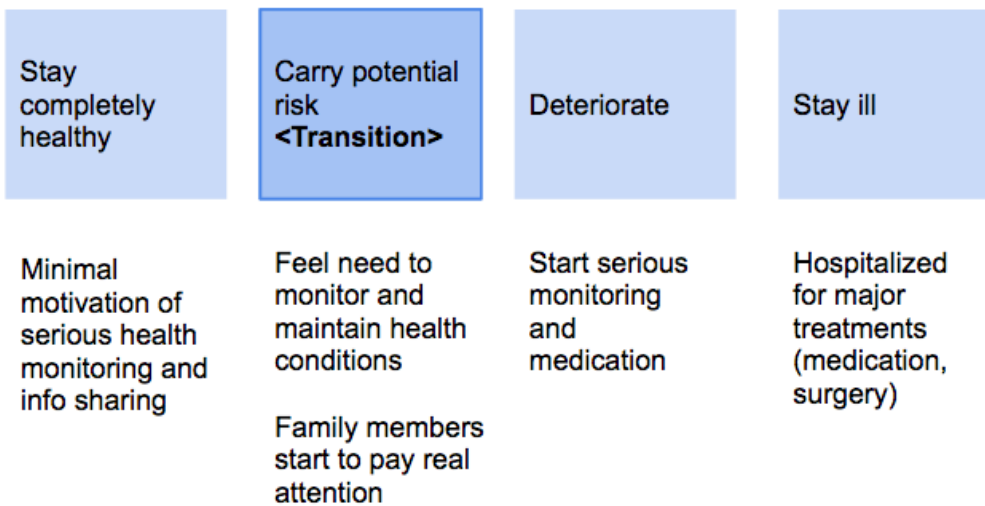 Stay
completely
healthy
Carry potential
risk
<Transition>
Deteriorate
Stay ill
Minimal
motivation of
serious health
monitoring and
info sharing
Feel need to
monitor and
maintain health
conditions
Family members
start to pay real
attention
Start serious
monitoring
and
medication
Hospitalized
for major
treatments
(medication,
surgery)